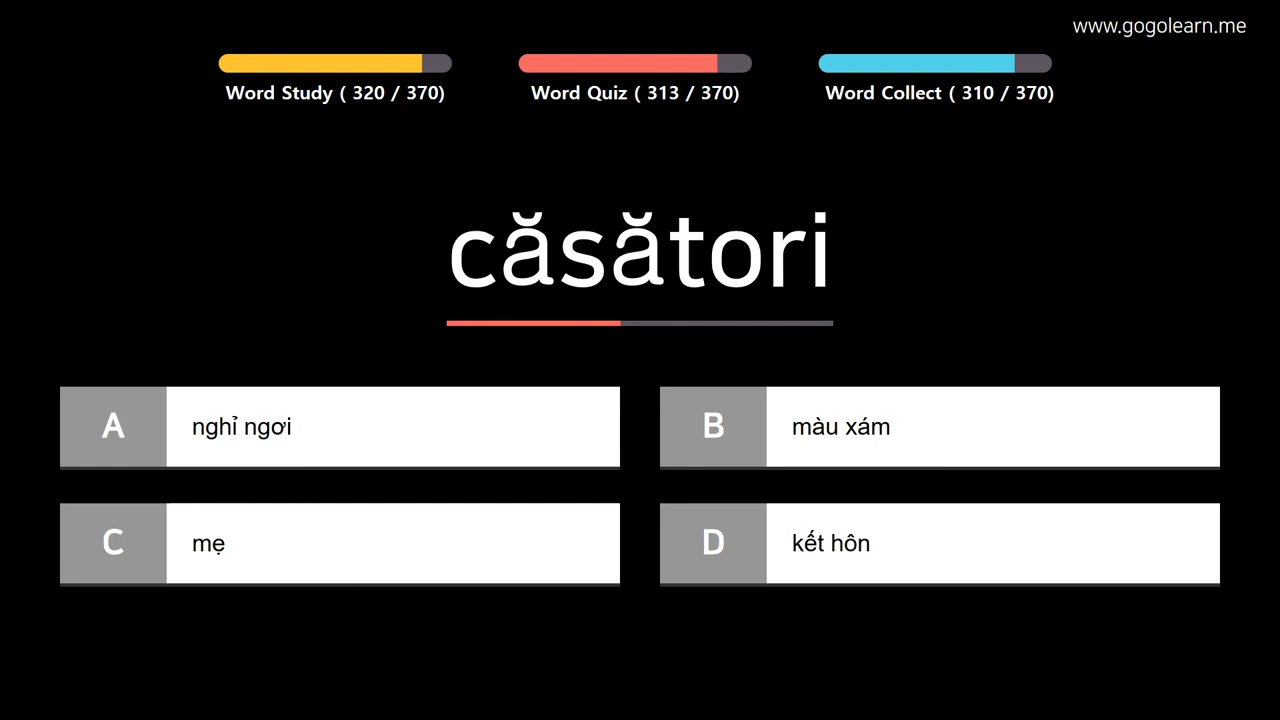 www.gogolearn.me
Word Study ( 320 / 370)
Word Quiz ( 313 / 370)
Word Collect ( 310 / 370)
căsători
A
nghỉ ngơi
B
màu xám
C
mẹ
D
kết hôn